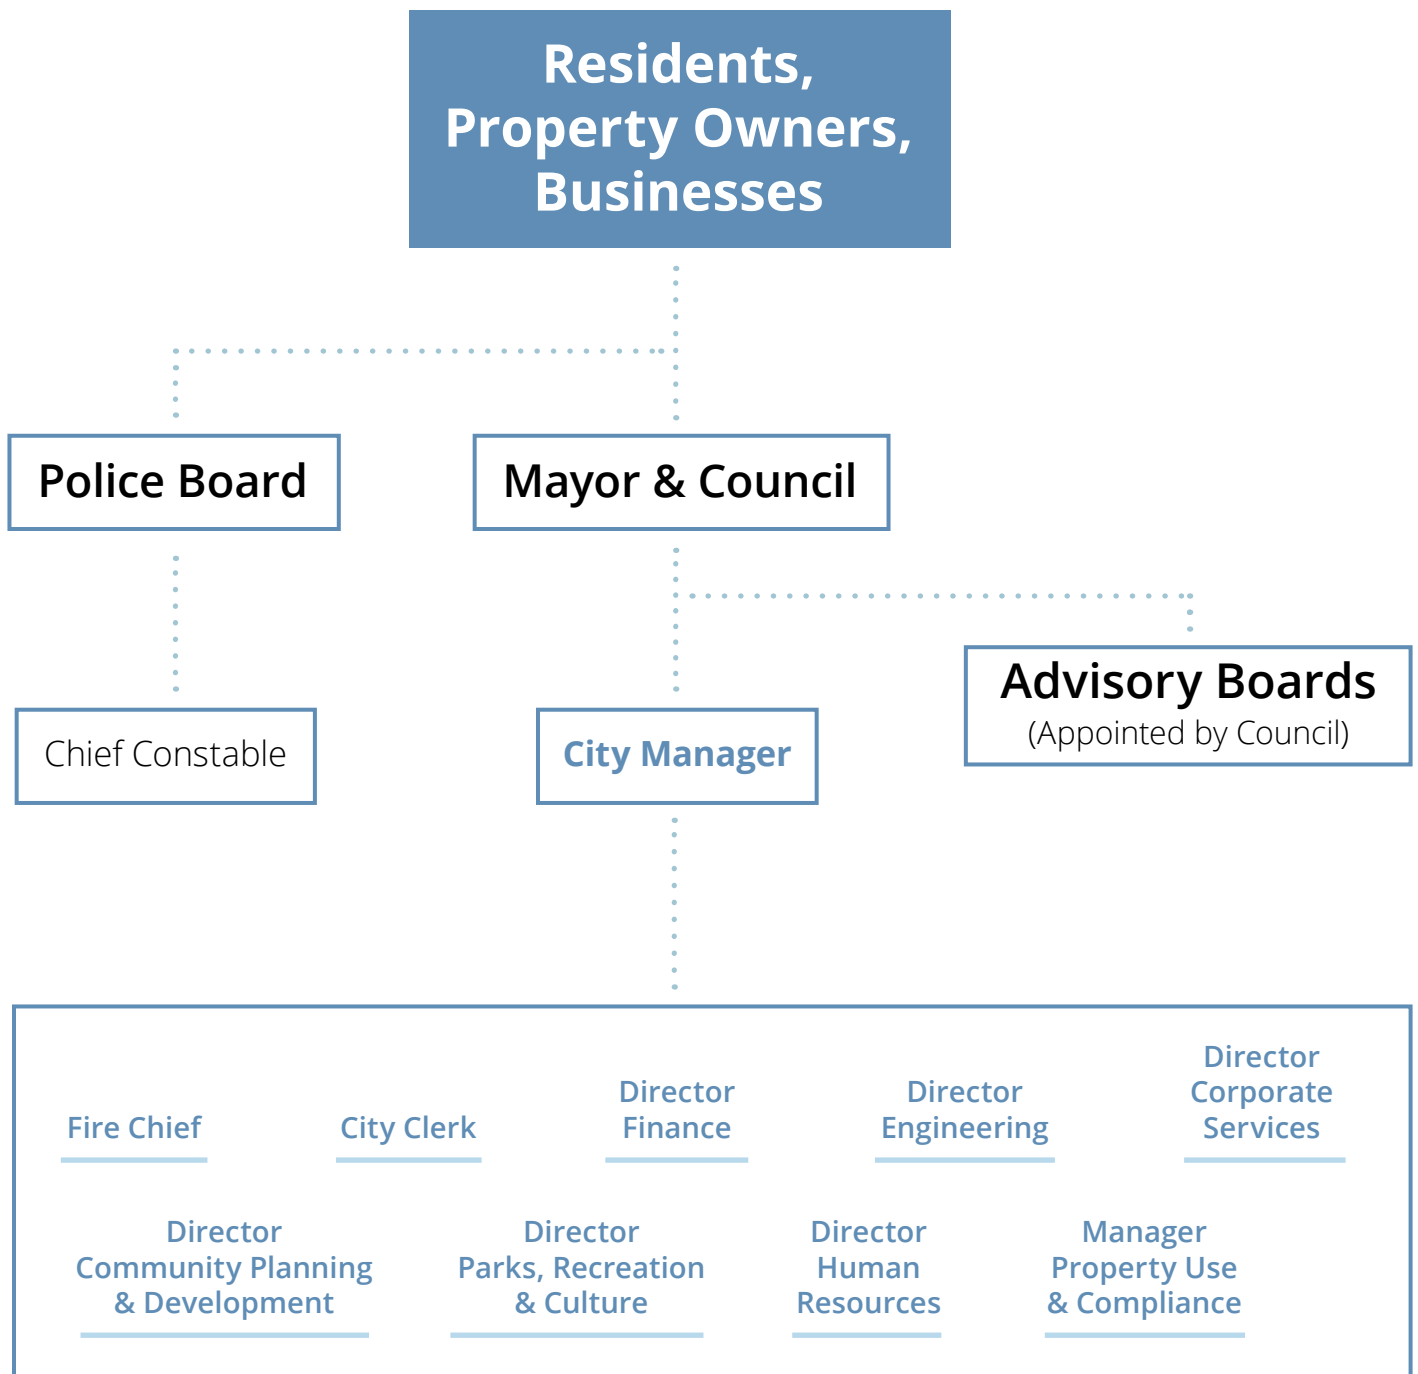 Residents,
Property Owners,
Businesses
Police Board
Mayor & Council
Advisory Boards
(Appointed by Council)
Chief Constable
City Manager
Fire Chief
City Clerk
Director
Finance
Director
Engineering
Director
Corporate
Services
Director
Community Planning
& Development
Director
Parks, Recreation
& Culture
Director
Human
Resources
Manager
Property Use
& Compliance